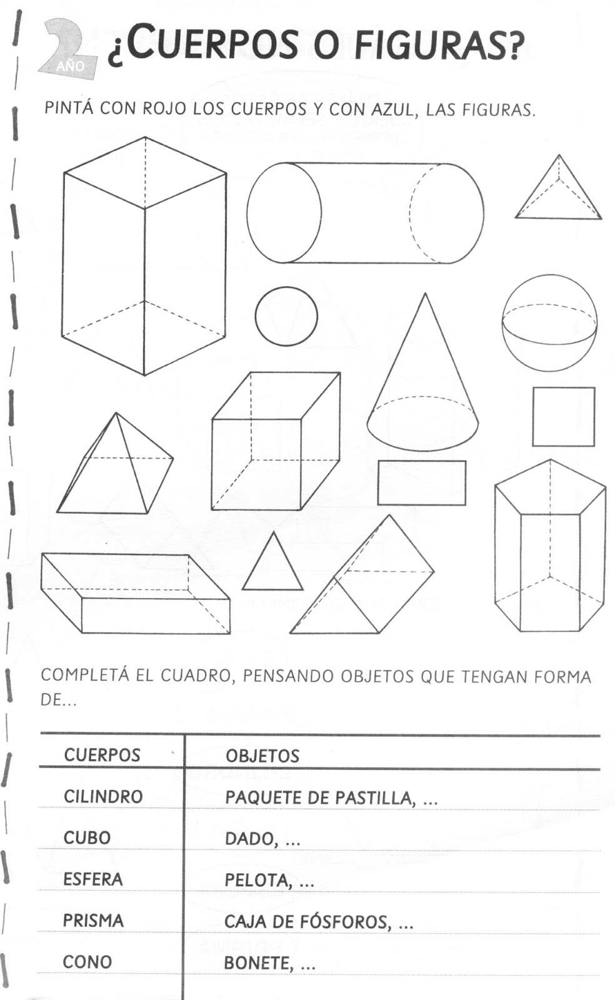 2 AÑO
¿CUERPOS O FIGURAS?
PINTÁ CON ROJO LOS CUERPOS Y CON AZUL, LAS FIGURAS.
COMPLETÁ EL CUADRO, PENSANDO OBJETOS QUE TENGAN FORMA
DE...
CUERPOS OBJETOS
CILINDRO PAQUETE DE PASTILLA, ...
CUBO DADO, ...
ESFERA PELOTA, ...
PRISMA CAJA DE FÓSFOROS, ...
CONO BONETE, ...